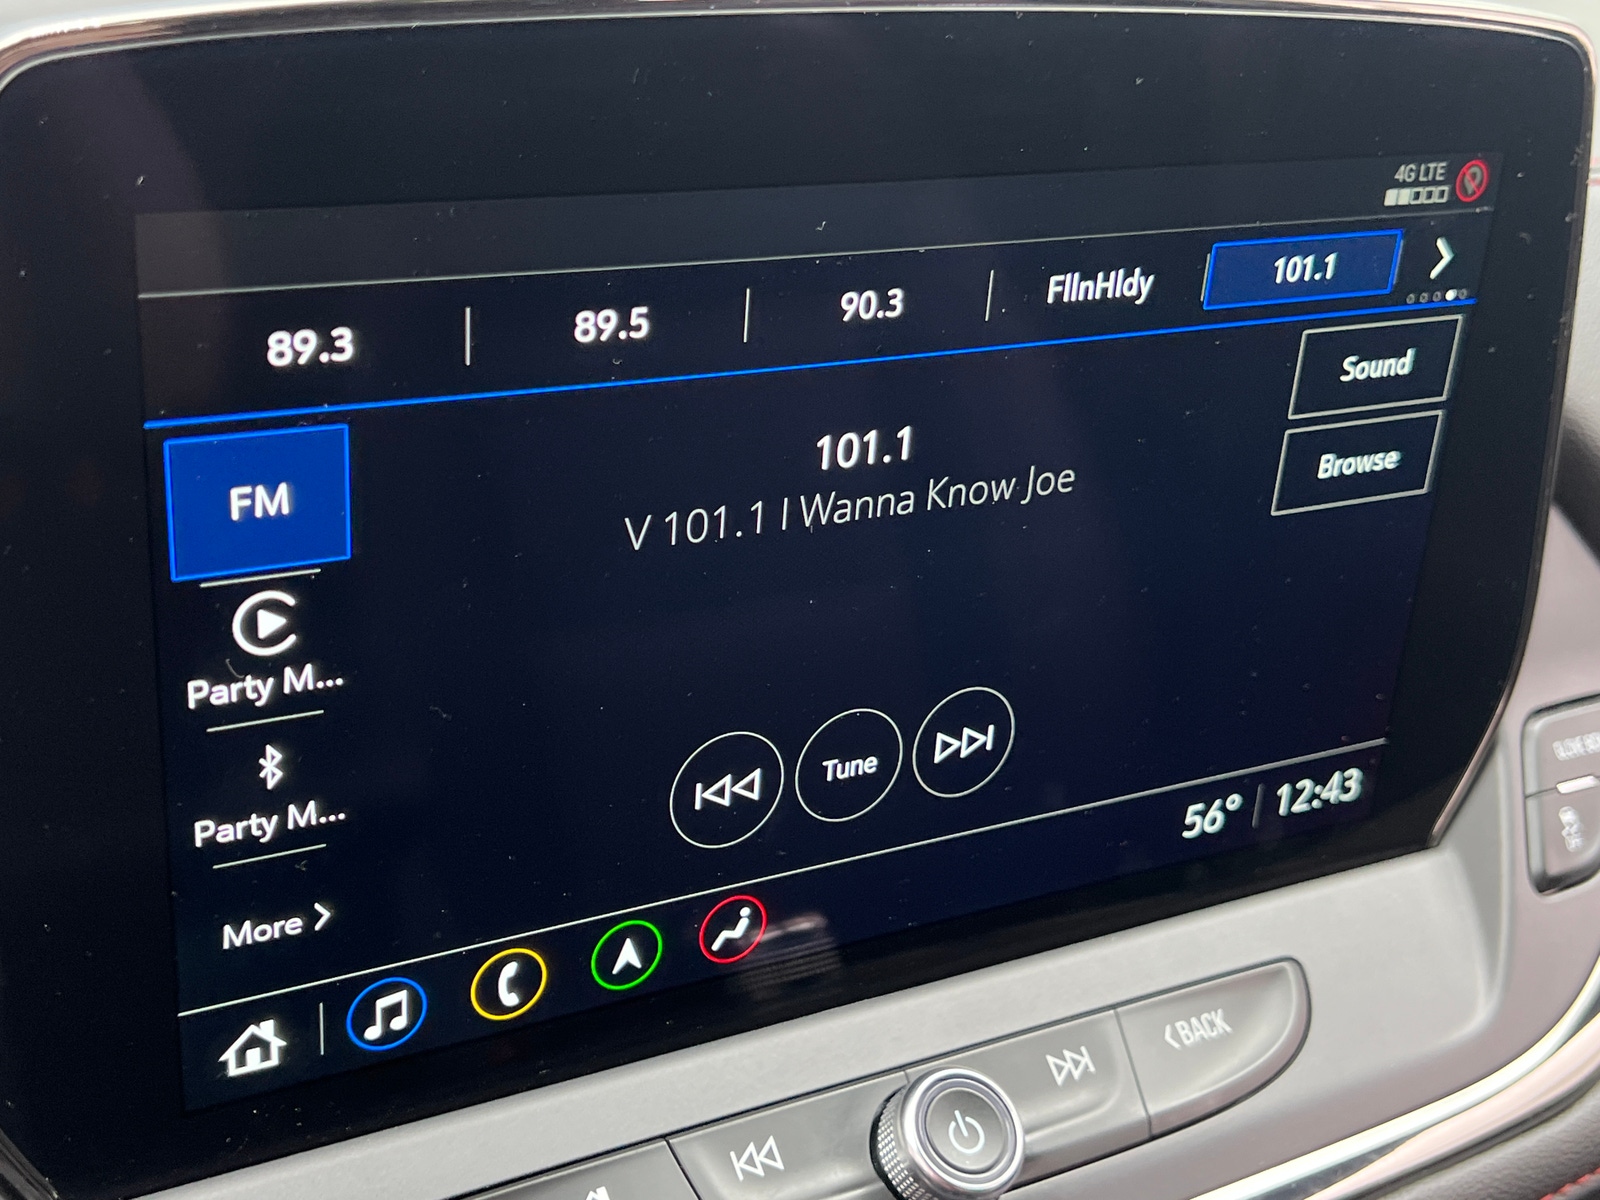 4G LTE
89.3
89.5
90.3
FllnHldy
101.1
Sound
Browse
101.1
V 101.1 I Wanna Know Joe
FM
Party M...
Party M...
More
Tune
56° 12:43
BACK